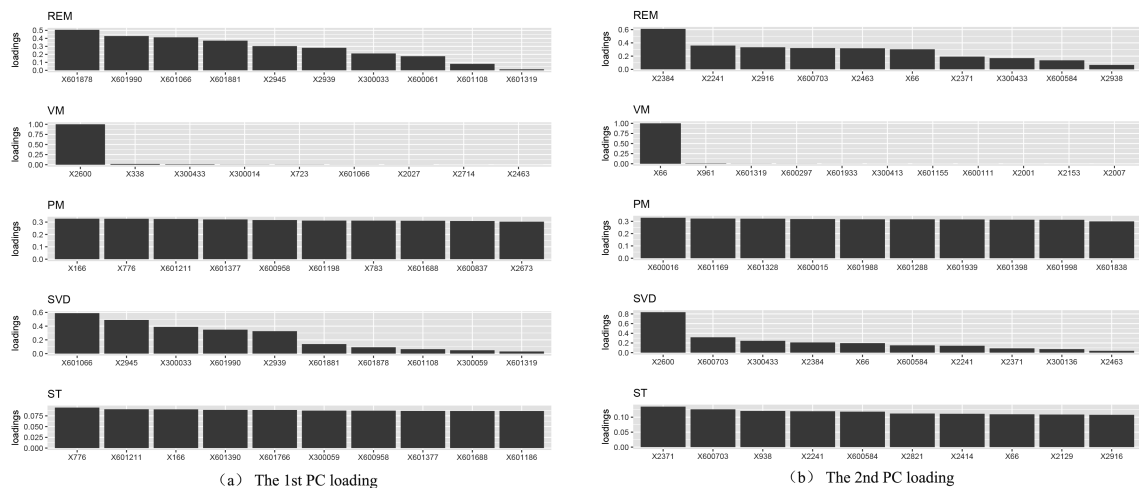 REM
loadings
0.5
0.4
0.3
0.2
0.1
0.0
X601878 X601990 X601066 X601881 X2945 X2939 X300033 X600061 X601108 X601319
VM
loadings
1.00
0.75
0.50
0.25
0.00
X2600 X338 X300433 X300014 X723 X601066 X2027 X2714 X2463
PM
loadings
0.3
0.2
0.1
0.0
X166 X776 X601211 X601377 X600958 X601198 X783 X601688 X600837 X2673
SVD
loadings
0.6
0.4
0.2
0.0
X601066 X2945 X300033 X601990 X2939 X601881 X601878 X601108 X300059 X601319
ST
loadings
0.075
0.050
0.025
0.000
X776 X601211 X166 X601390 X601766 X300059 X600958 X601377 X601688 X601186
(a) The 1st PC loading
REM
loadings
0.6
0.4
0.2
0.0
X2384 X2241 X2916 X600703 X2463 X66 X2371 X300433 X600584 X2938
VM
loadings
1.00
0.75
0.50
0.25
0.00
X66 X961 X601319 X600297 X601933 X300413 X601155 X600111 X2001 X2153 X2007
PM
loadings
0.3
0.2
0.1
0.0
X600016 X601169 X601328 X600015 X601988 X601288 X601939 X601398 X601998 X601838
SVD
loadings
0.8
0.6
0.4
0.2
0.0
X2600 X600703 X300433 X2384 X66 X600584 X2241 X2371 X300136 X2463
ST
loadings
0.10
0.05
0.00
X2371 X600703 X938 X2241 X600584 X2821 X2414 X66 X2129 X2916
(b) The 2nd PC loading